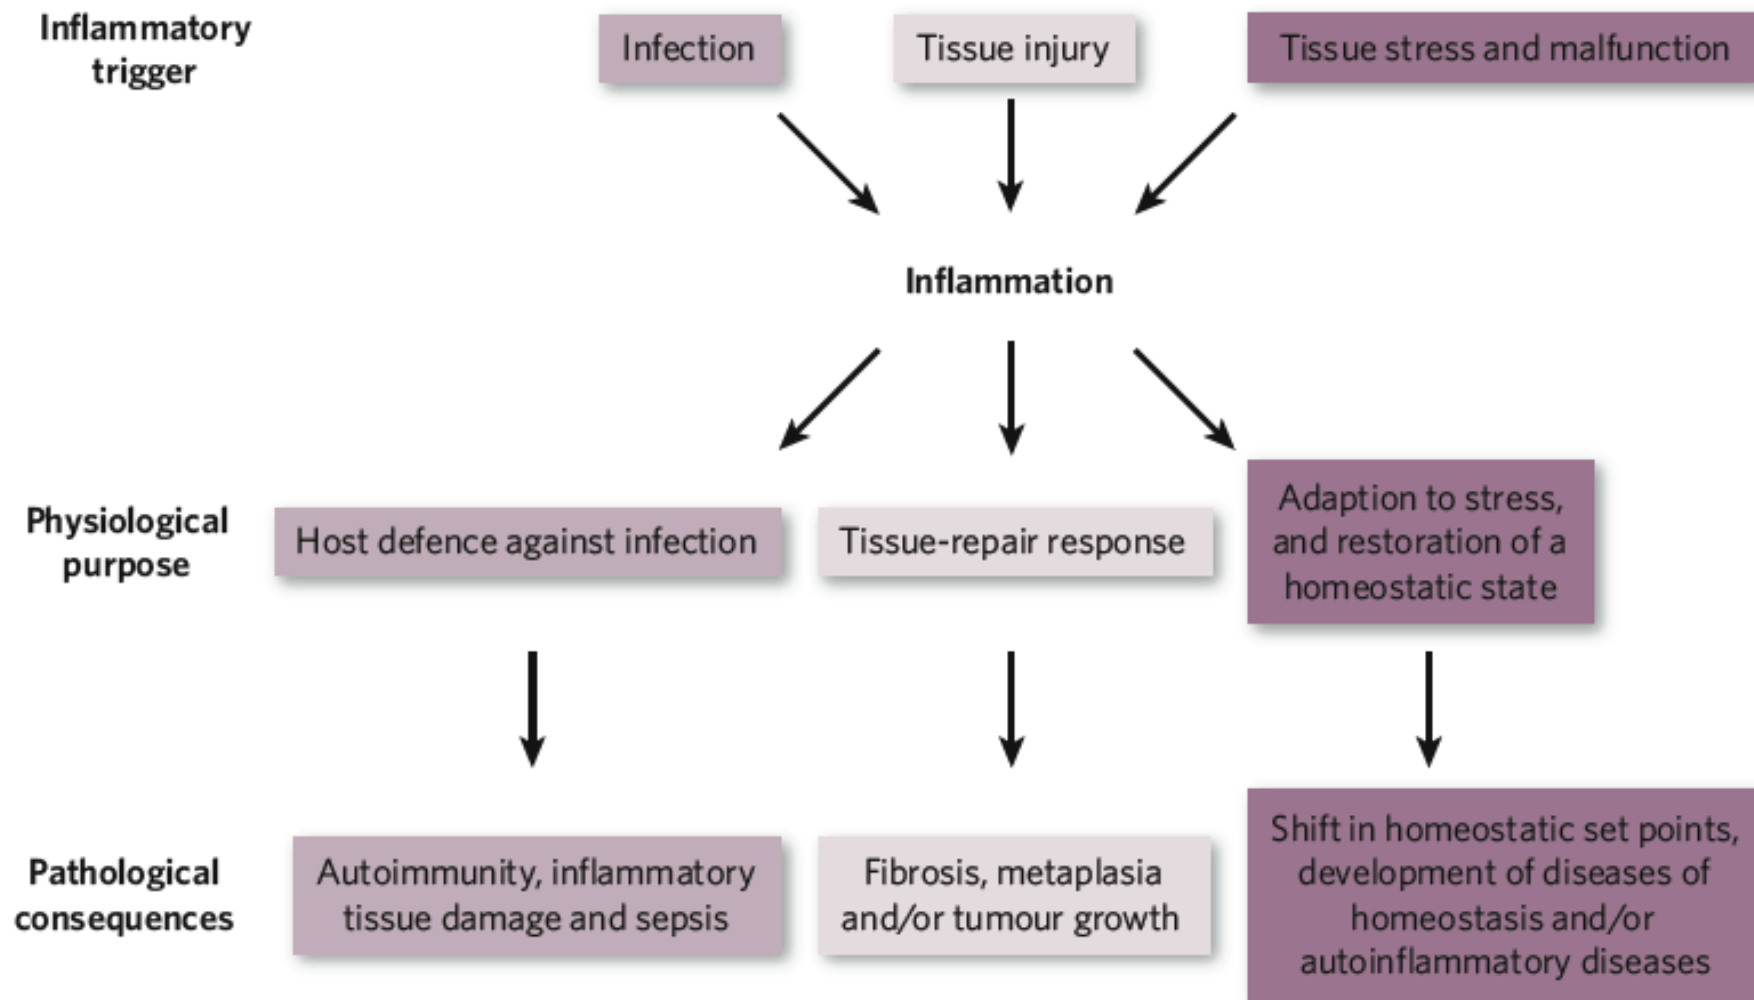 Inflammatory
trigger
Infection
Tissue injury
Tissue stress and malfunction
Inflammation
Physiological
purpose
Host defence against infection
Tissue-repair response
Adaption to stress,
and restoration of a
homeostatic state
Pathological
consequences
Autoimmunity, inflammatory
tissue damage and sepsis
Fibrosis, metaplasia
and/or tumour growth
Shift in homeostatic set points,
development of diseases of
homeostasis and/or
autoinflammatory diseases